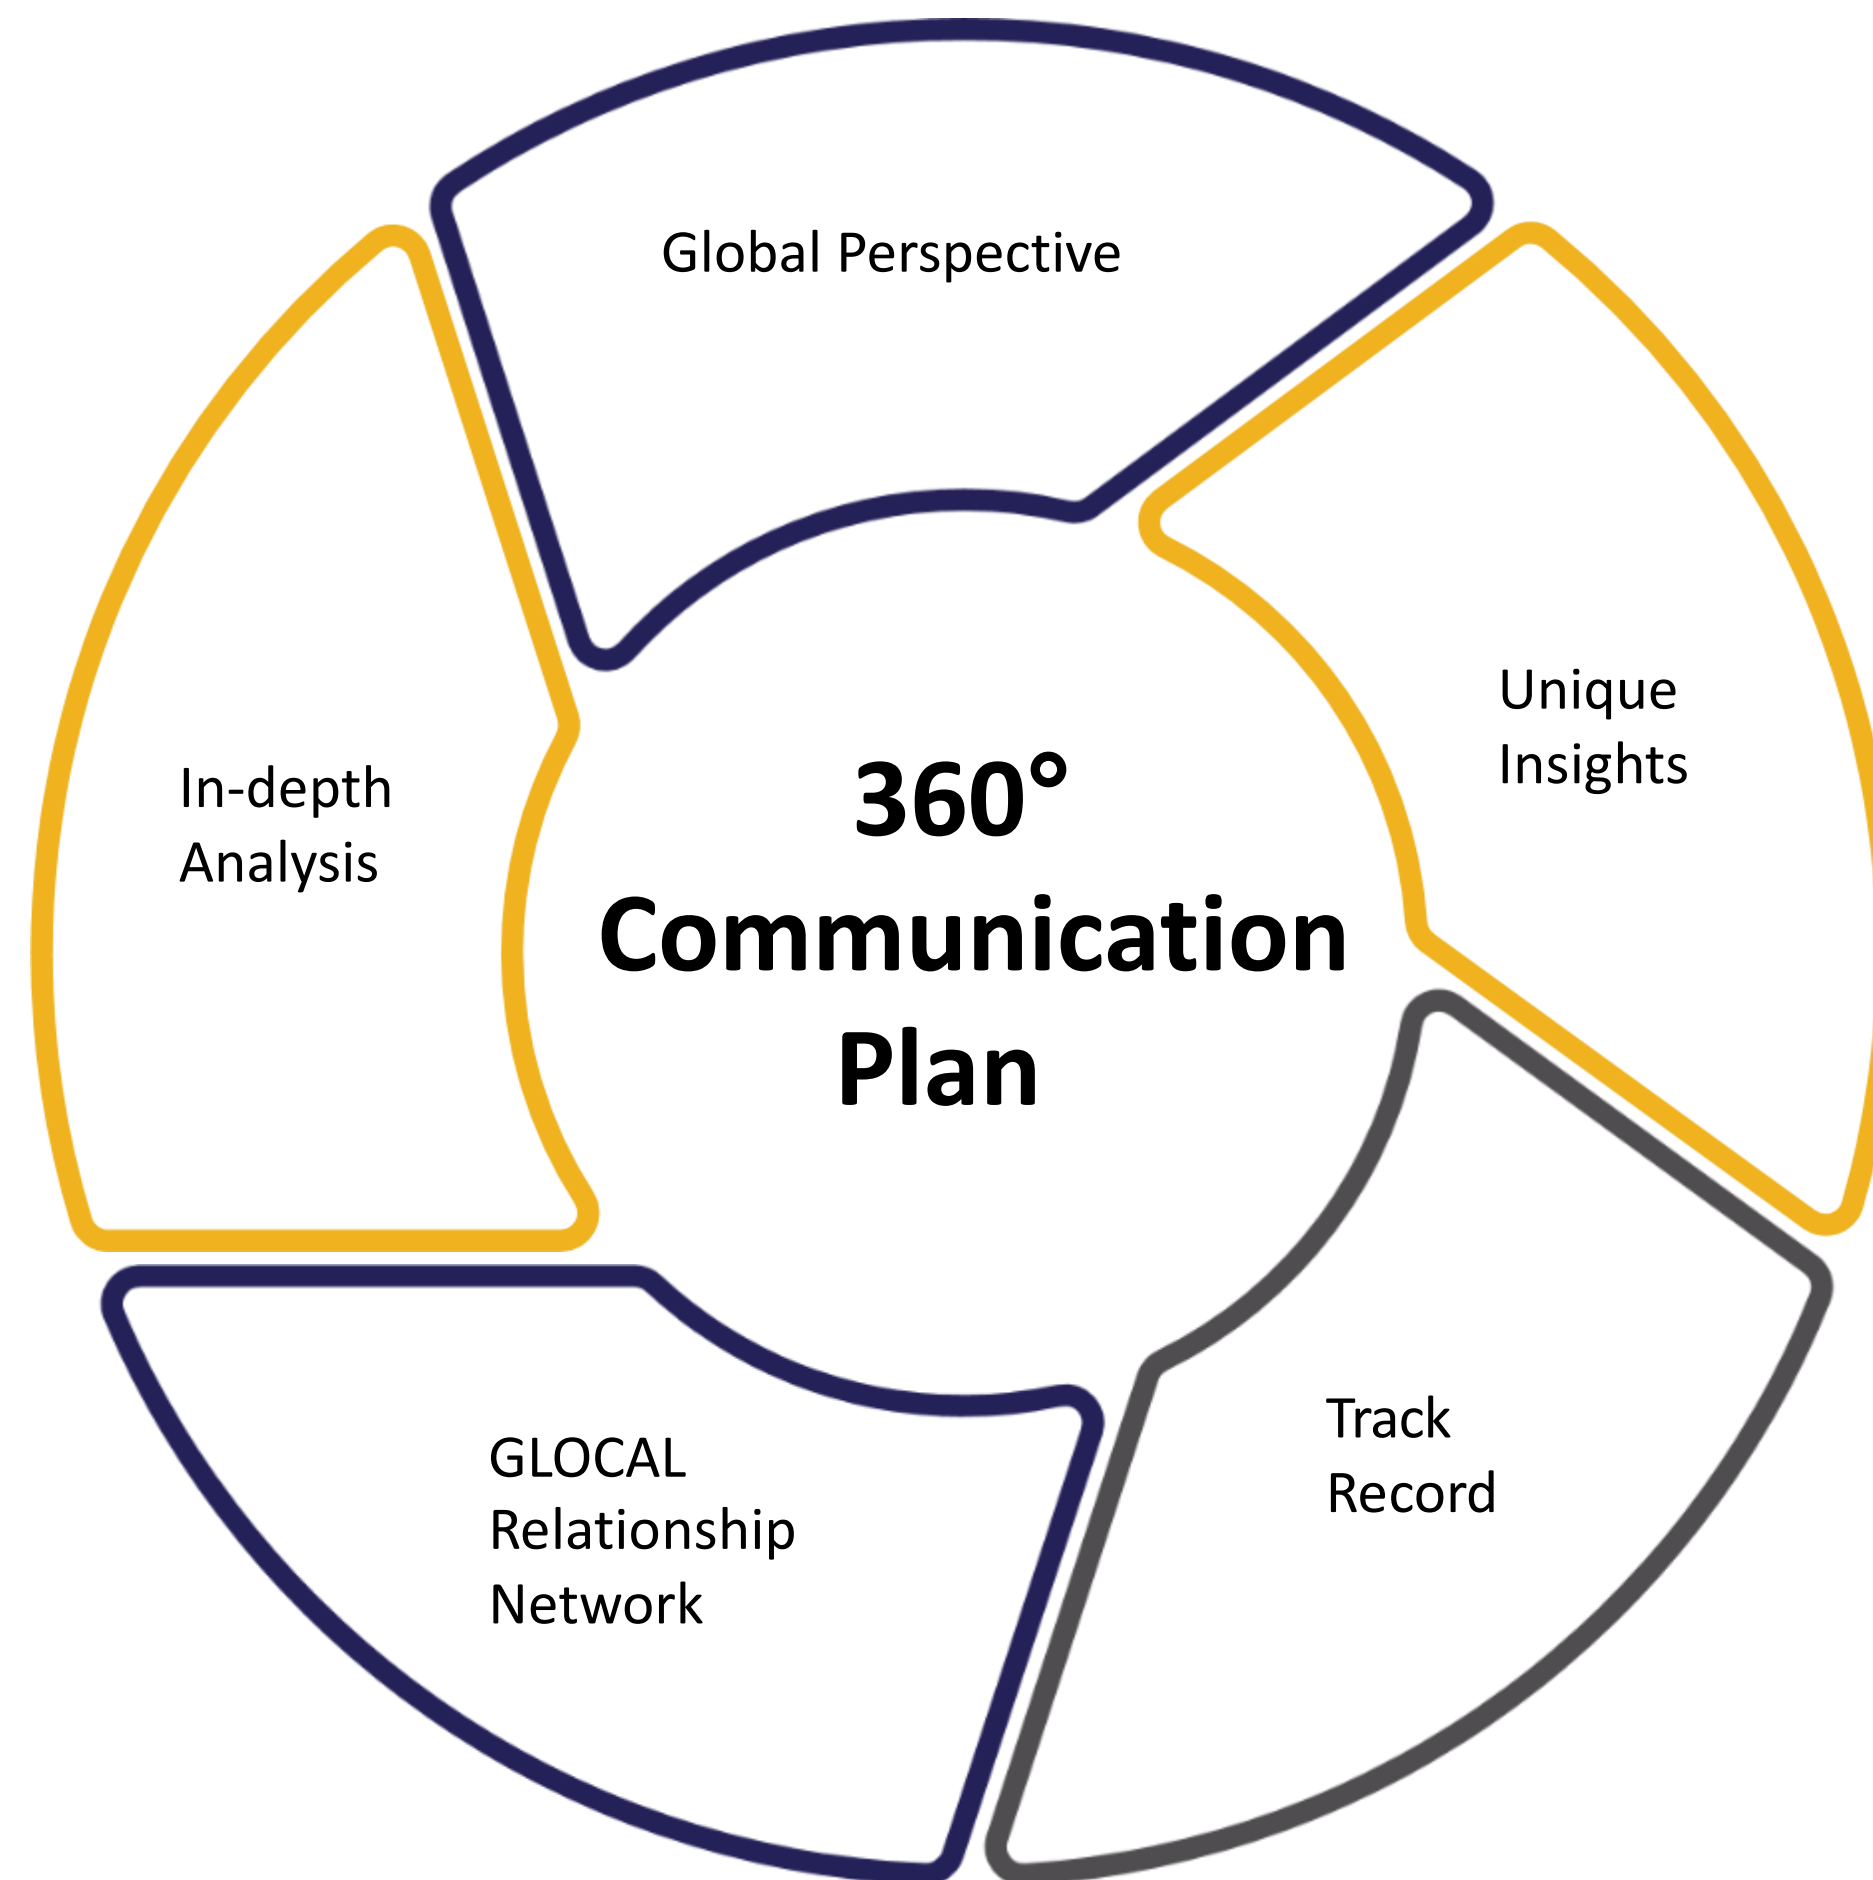 Global Perspective
Unique
Insights
In-depth
Analysis
360°
Communication
Plan
Track
Record
GLOCAL
Relationship
Network